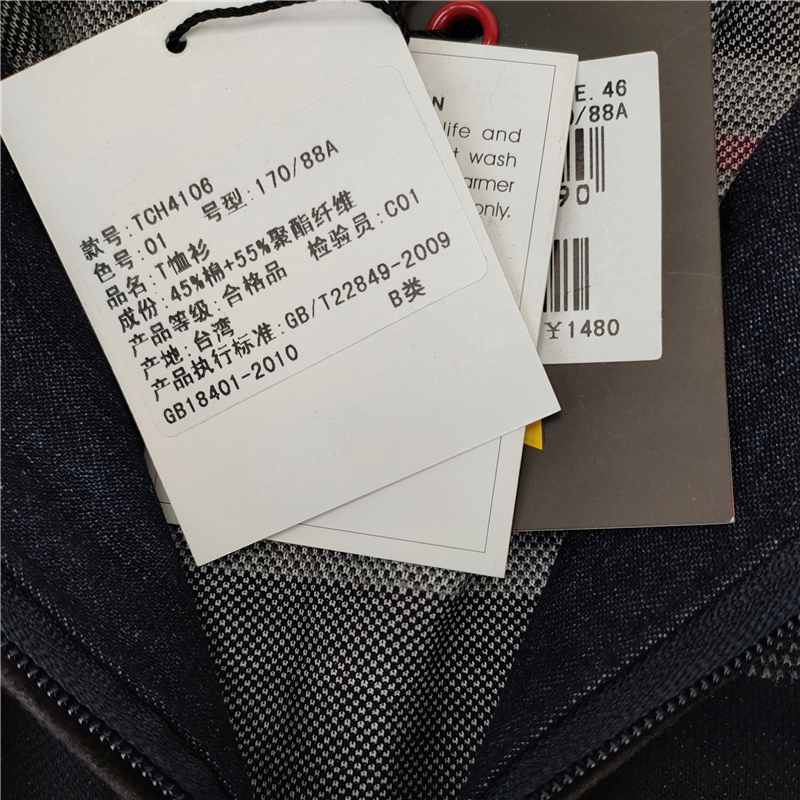 款号:TCH4106
色号:01 号型:170/88A
品名:T恤衫
成份:45%棉+55%聚酯纤维
产品等级:合格品 检验员:C01
产地:台湾
产品执行标准:GB/T22849-2009
GB18401-2010 B类
N
life and
wash
armer
only.
E. 46
/88A
90
¥1480